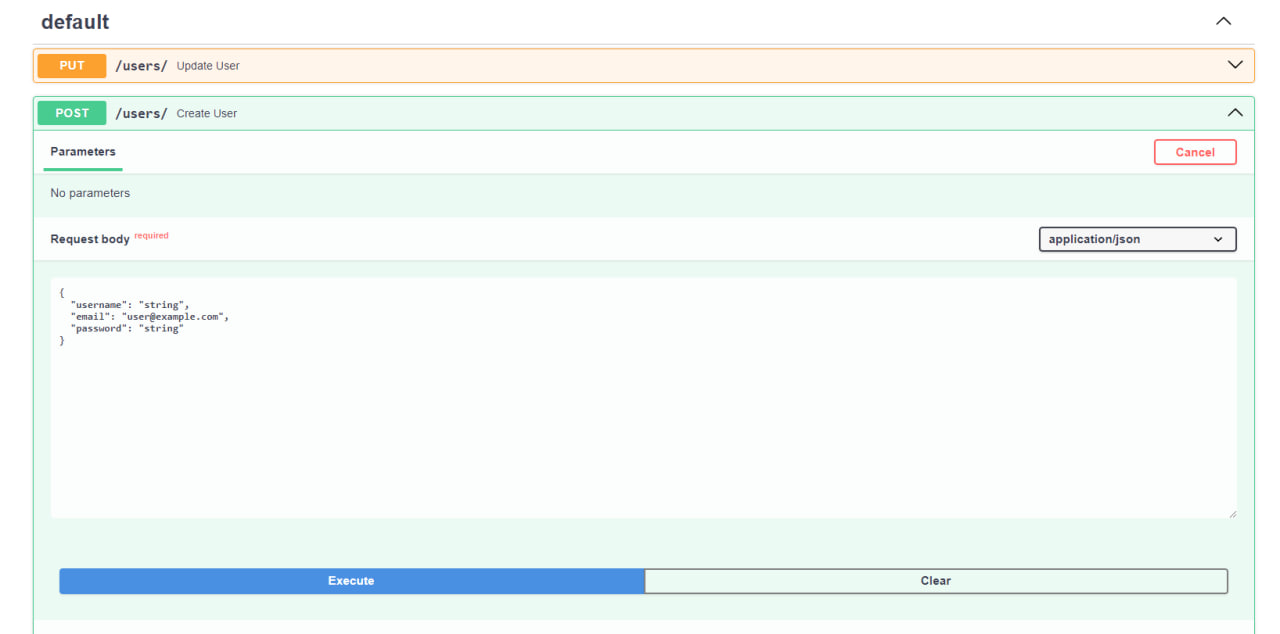 default
PUT /users/ Update User
POST /users/ Create User
Parameters
Cancel
No parameters
Request body required
application/json
{
  "username": "string",
  "email": "user@example.com",
  "password": "string"
}
Execute
Clear